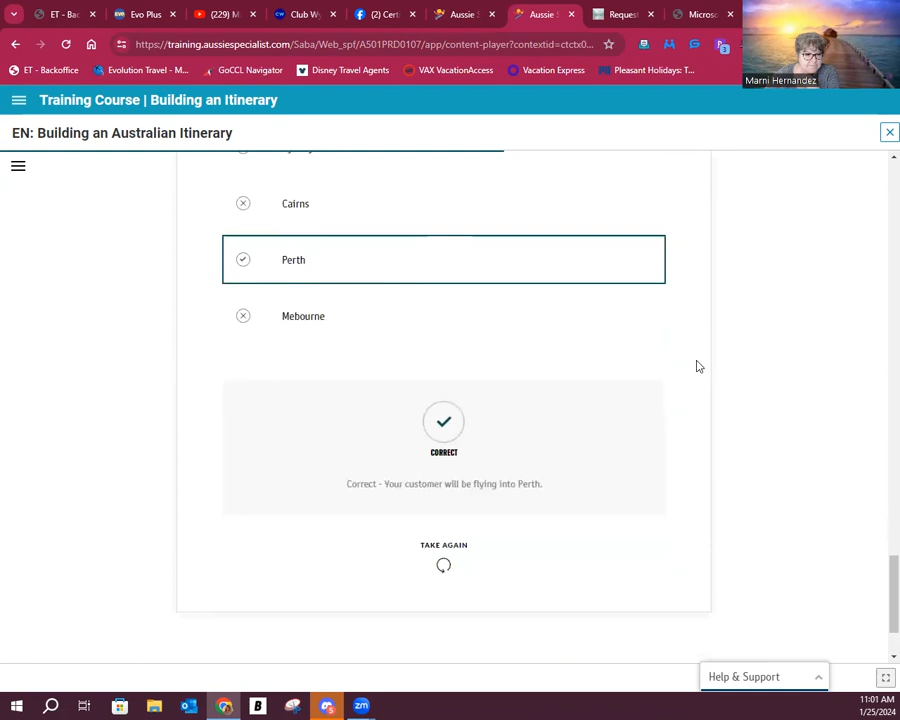 ET - Bac
Evo Plus
(229) M
Club W
(2) Cert
Aussie
Aussie S
Request
Microso
https://training.aussiespecialist.com/Saba/Web_spf/A501PRD0107/app/content-player?contextid=ctctx0...
ET - Backoffice
Evolution Travel - M...
GoCCL Navigator
Disney Travel Agents
VAX VacationAccess
Vacation Express
Pleasant Holidays: T...
Marni Hernandez
Training Course | Building an Itinerary
EN: Building an Australian Itinerary
Cairns
Perth
Mebourne
CORRECT
Correct - Your customer will be flying into Perth.
TAKE AGAIN
Help & Support
11:01 AM
1/25/2024